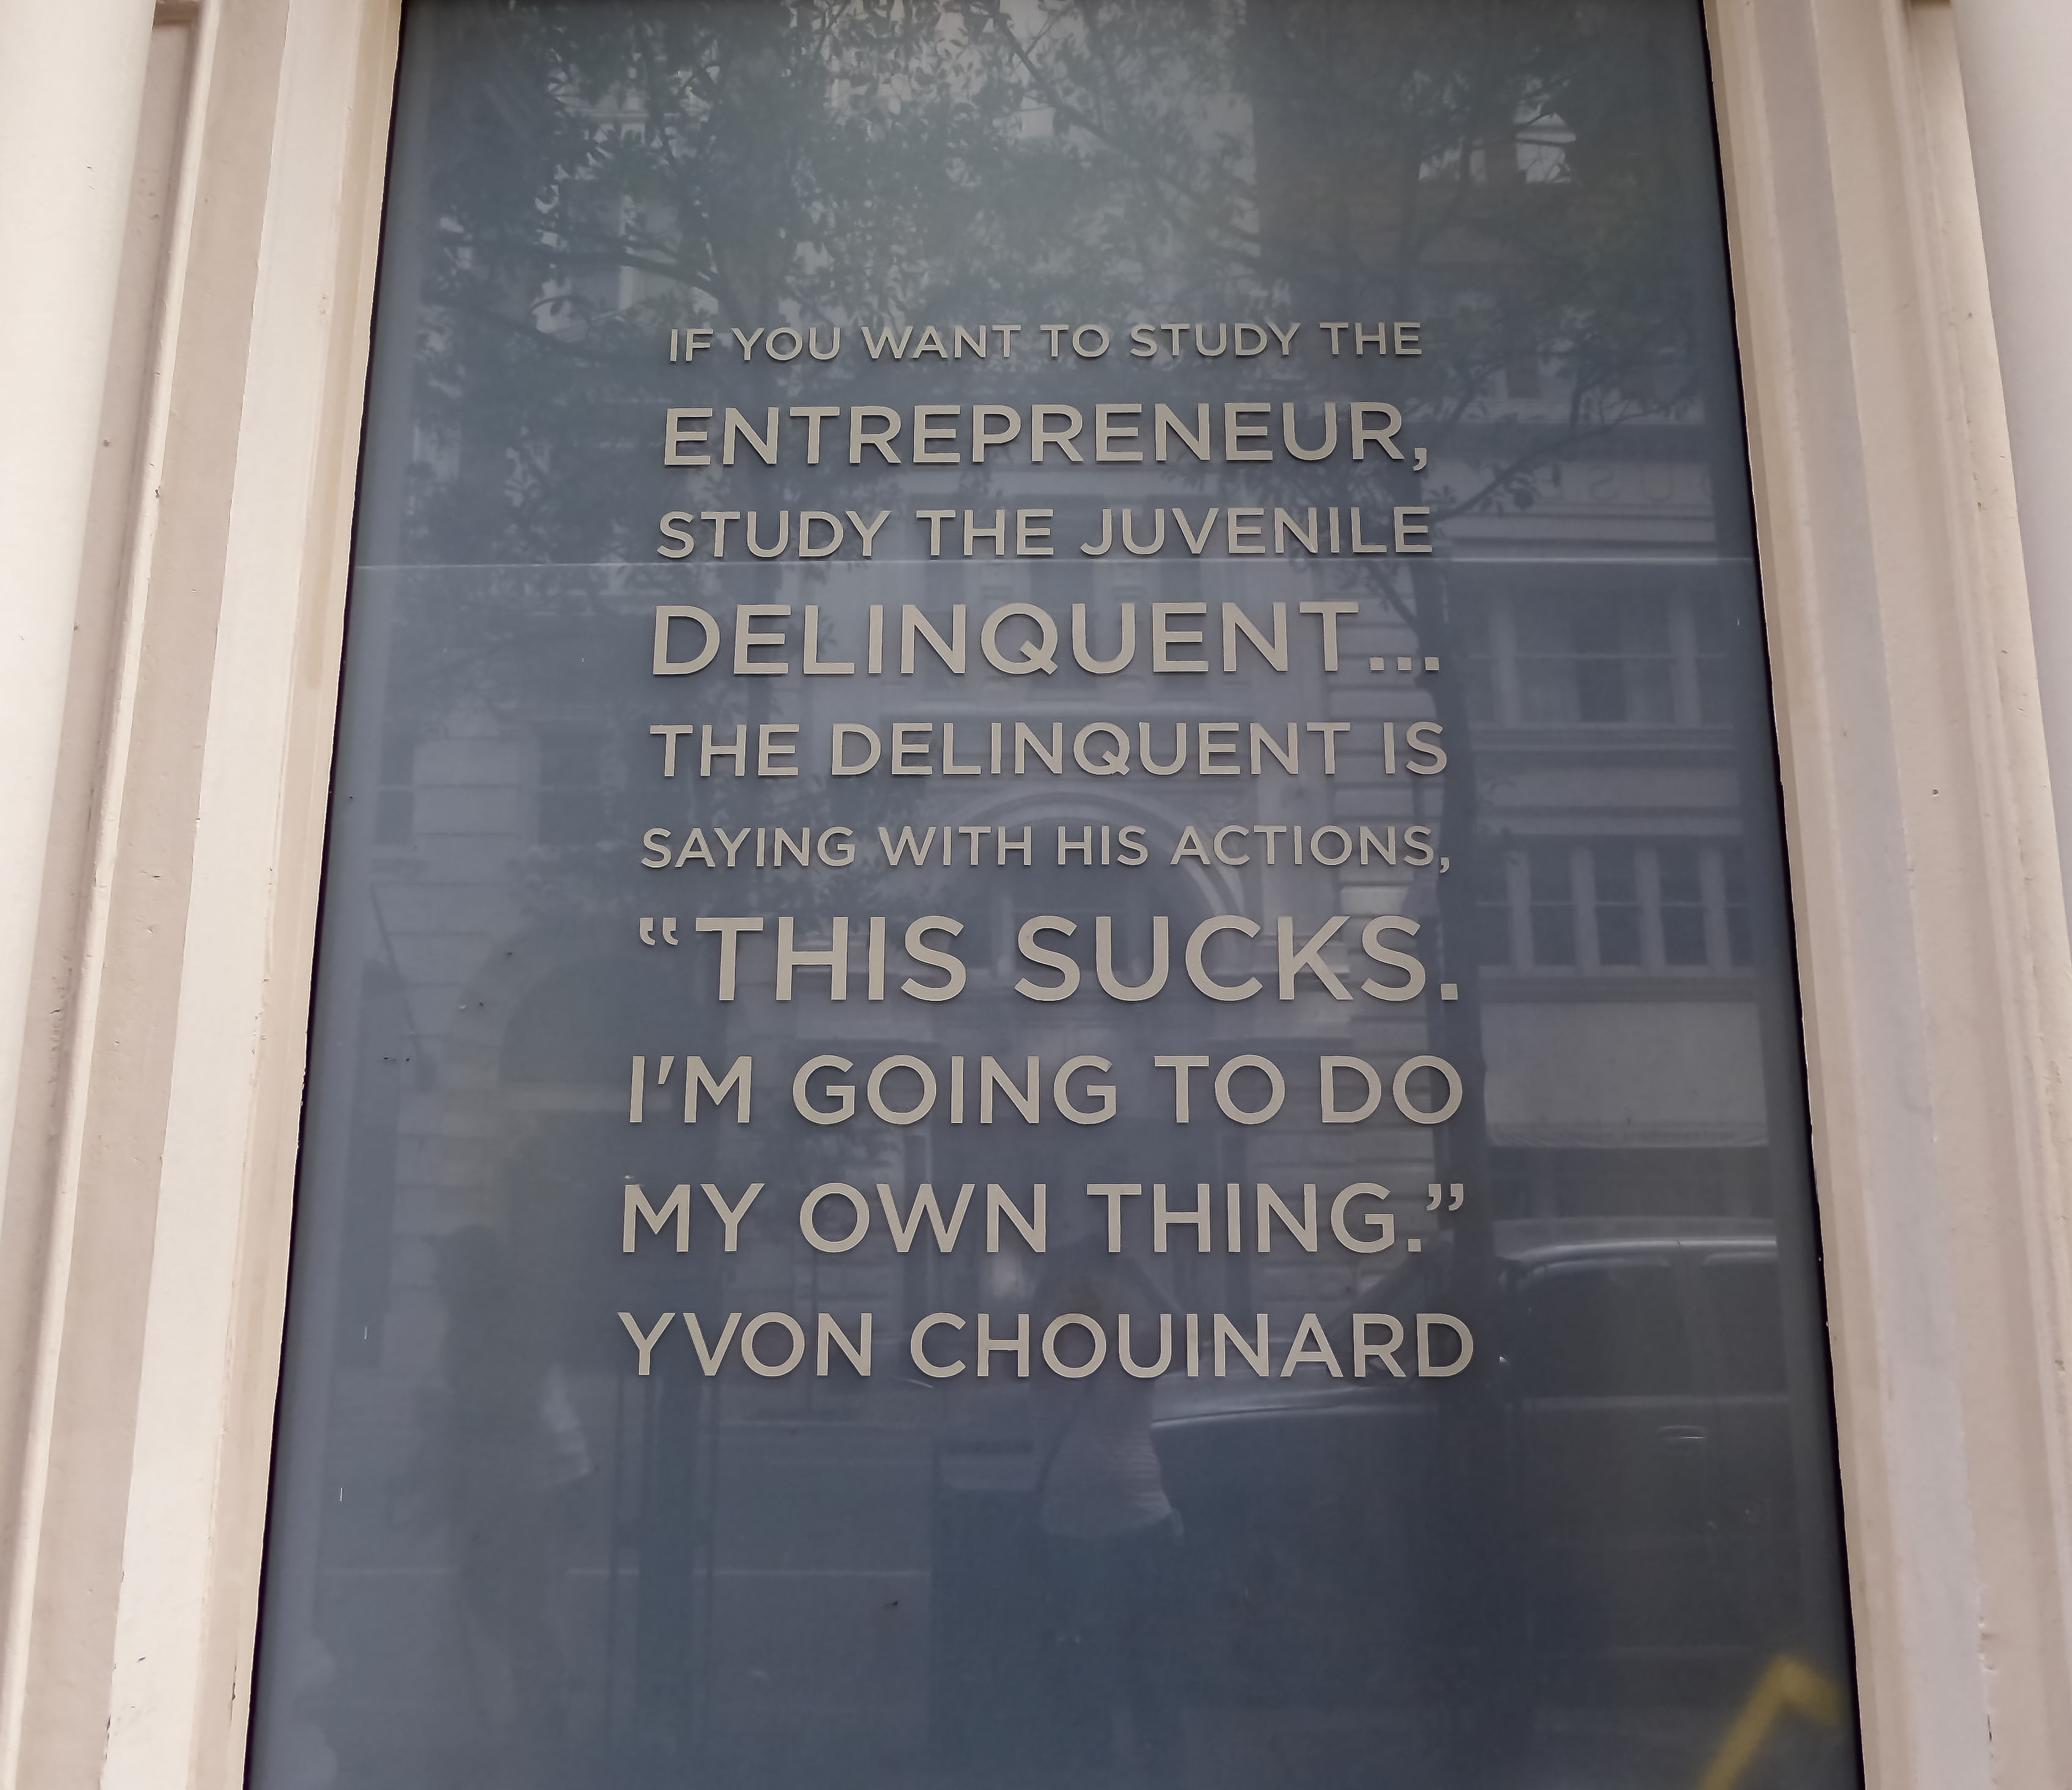 IF YOU WANT TO STUDY THE
ENTREPRENEUR,
STUDY THE JUVENILE
DELINQUENT...
THE DELINQUENT IS
SAYING WITH HIS ACTIONS,
“THIS SUCKS.
I'M GOING TO DO
MY OWN THING.”
YVON CHOUINARD